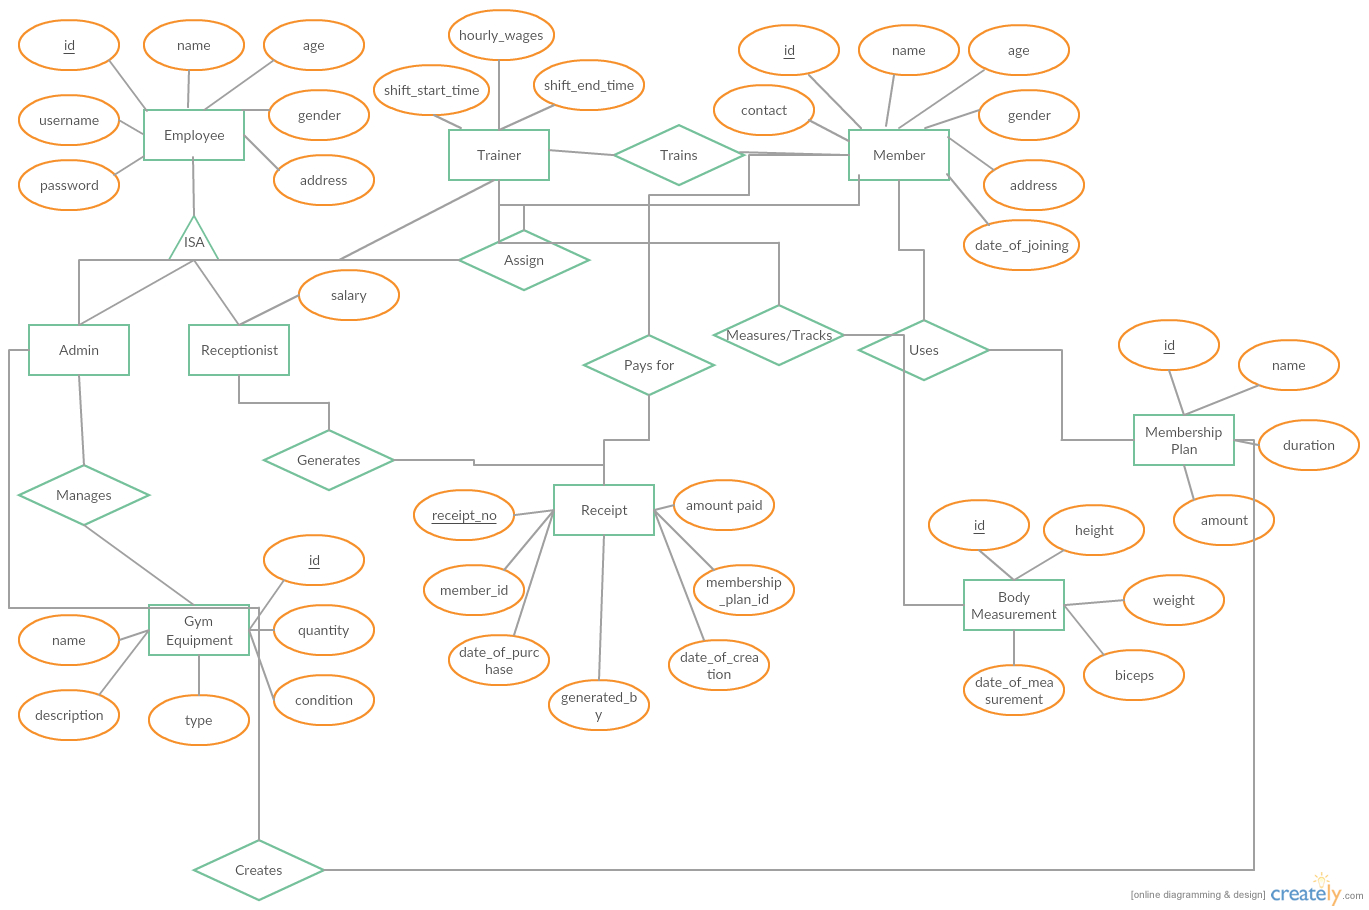 id
name
age
username
Employee
gender
password
address
ISA
hourly_wages
shift_start_time
shift_end_time
Trainer
Trains
id
name
age
contact
gender
Member
address
date_of_joining
Assign
salary
Admin
Receptionist
Pays for
Measures/Tracks
Uses
id
name
Membership
Plan
duration
amount
Manages
Generates
receipt_no
Receipt
amount paid
member_id
membership
_plan_id
date_of_purc
hase
generated_b
y
date_of_crea
tion
id
height
Body
Measurement
weight
date_of_mea
surement
biceps
id
name
Gym
Equipment
quantity
description
type
condition
Creates
[online diagramming & design]
creately.com